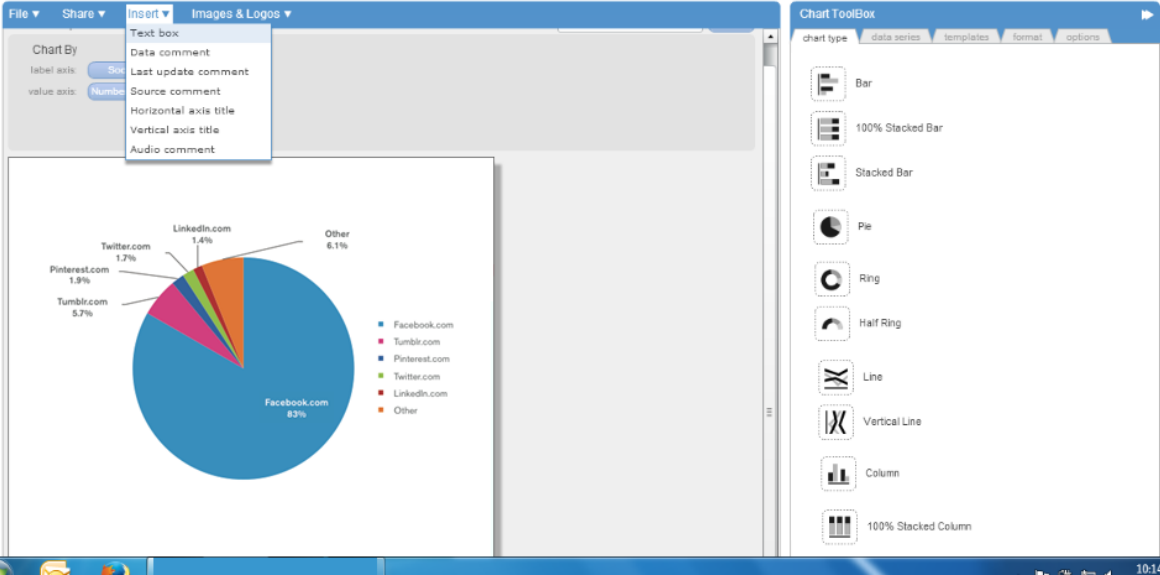 File ▼ Share ▼ Insert ▼ Images & Logos ▼
Text box
Data comment
Last update comment
Source comment
Horizontal axis title
Vertical axis title
Audio comment
Chart By
label axis:
value axis:
LinkedIn.com
1.4%
Other
6.1%
Twitter.com
1.7%
Pinterest.com
1.9%
Tumblr.com
5.7%
Facebook.com
83%
Facebook.com
Tumblr.com
Pinterest.com
Twitter.com
LinkedIn.com
Other
Chart ToolBox
chart type data series templates format options
Bar
100% Stacked Bar
Stacked Bar
Pie
Ring
Half Ring
Line
Vertical Line
Column
100% Stacked Column
10:14